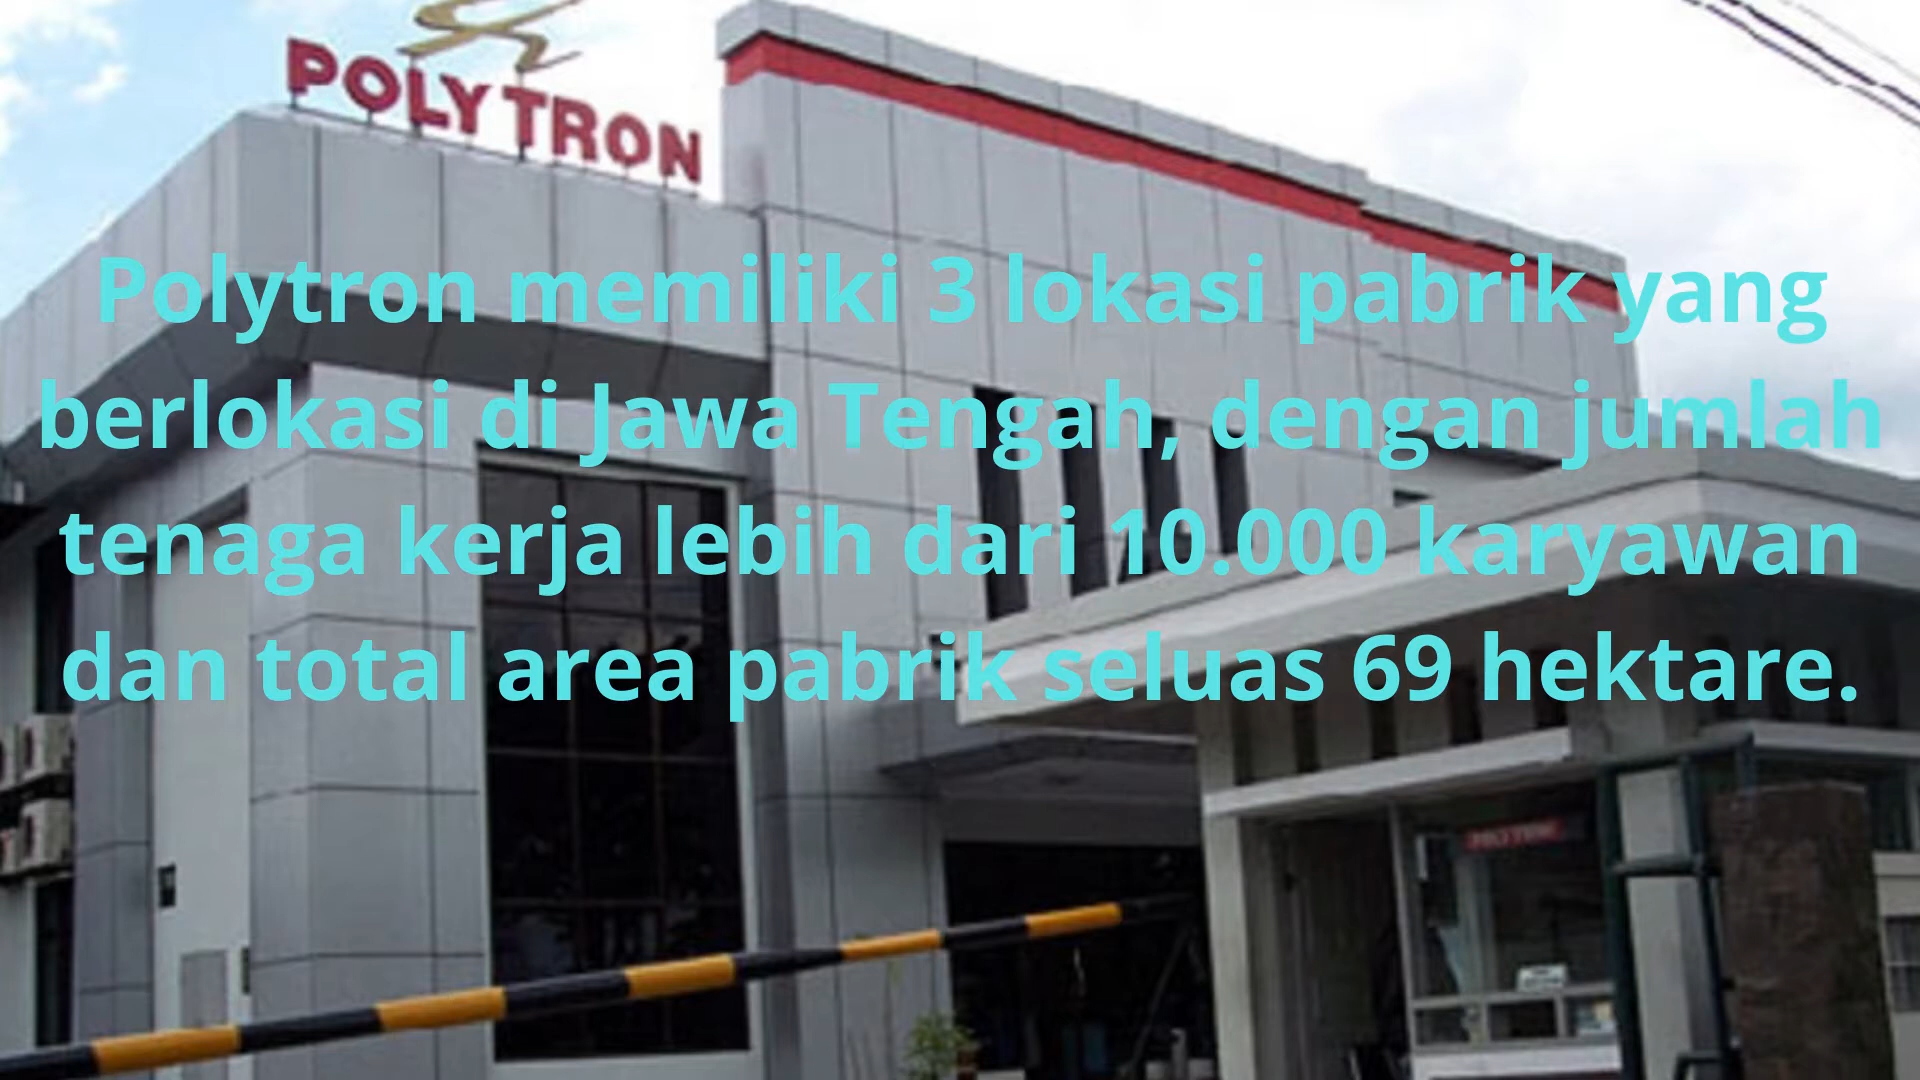 POLYTRON
Polytron memiliki 3 lokasi pabrik yang
berlokasi di Jawa Tengah, dengan jumlah
tenaga kerja lebih dari 10.000 karyawan
dan total area pabrik seluas 69 hektare.
POLYTRON